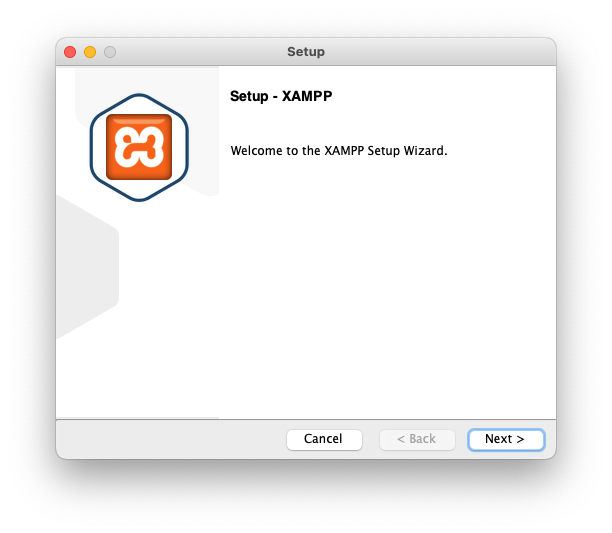 Setup
Setup - XAMPP
Welcome to the XAMPP Setup Wizard.
Cancel
< Back
Next >